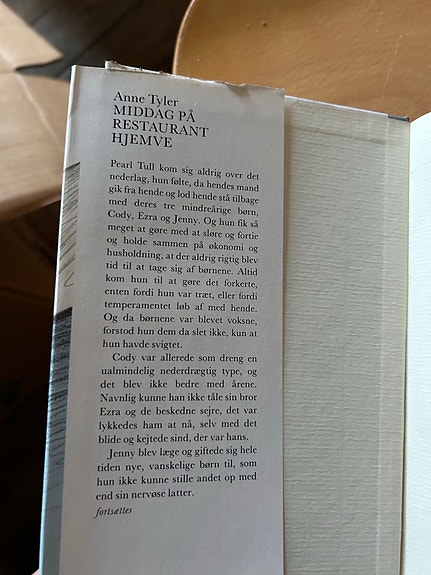 Anne Tyler
MIDDAG PÅ
RESTAURANT
HJEMVE
Pearl Tull kom sig aldrig over det
nederlag, hun følte, da hendes mand
gik fra hende og lod hende stå tilbage
med deres tre mindreårige børn,
Cody, Ezra og Jenny. Og hun fik så
meget at gøre med at sløre og fortie
og holde sammen på økonomi og
husholdning, at der aldrig rigtig blev
tid til at tage sig af børnene. Altid
kom hun til at gøre det forkerte,
enten fordi hun var træt, eller fordi
temperamentet løb af med hende.
Og da børnene var blevet voksne,
forstod hun dem da slet ikke, kun at
hun havde svigtet.
Cody var allerede som dreng en
ualmindelig nederdrægtig type, og
det blev ikke bedre med årene.
Navnlig kunne han ikke tåle sin bror
Ezra og de beskedne sejre, det var
lykkedes ham at nå, selv med det
blide og kejtede sind, der var hans.
Jenny blev læge og giftede sig hele
tiden nye, vanskelige børn til, som
hun ikke kunne stille andet op med
end sin nervøse latter.
fortsættes